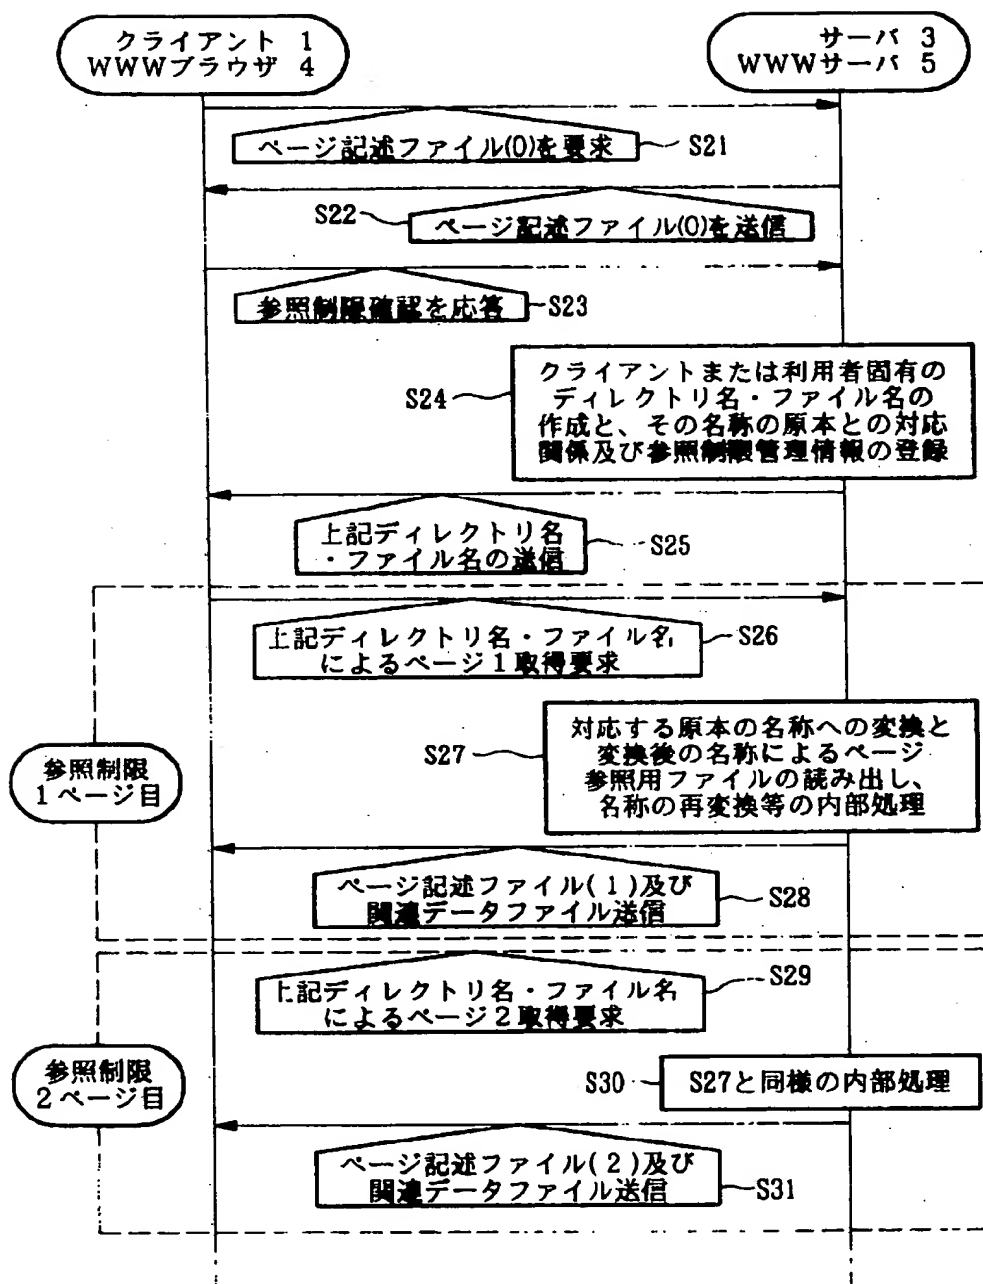 クライアント 1
WWWブラウザ 4
サーバ 3
WWWサーバ 5
ページ記述ファイル(0)を要求
S21
S22
ページ記述ファイル(0)を送信
参照制限確認を応答
S23
S24
クライアントまたは利用者固有の
ディレクトリ名・ファイル名の
作成と、その名称の原本との対応
関係及び参照制限管理情報の登録
上記ディレクトリ名
・ファイル名の送信
S25
上記ディレクトリ名・ファイル名
によるページ1取得要求
S26
参照制限
1ページ目
S27
対応する原本の名称への変換と
変換後の名称によるページ
参照用ファイルの読み出し、
名称の再変換等の内部処理
ページ記述ファイル(1)及び
関連データファイル送信
S28
上記ディレクトリ名・ファイル名
によるページ2取得要求
S29
参照制限
2ページ目
S30
S27と同様の内部処理
ページ記述ファイル(2)及び
関連データファイル送信
S31